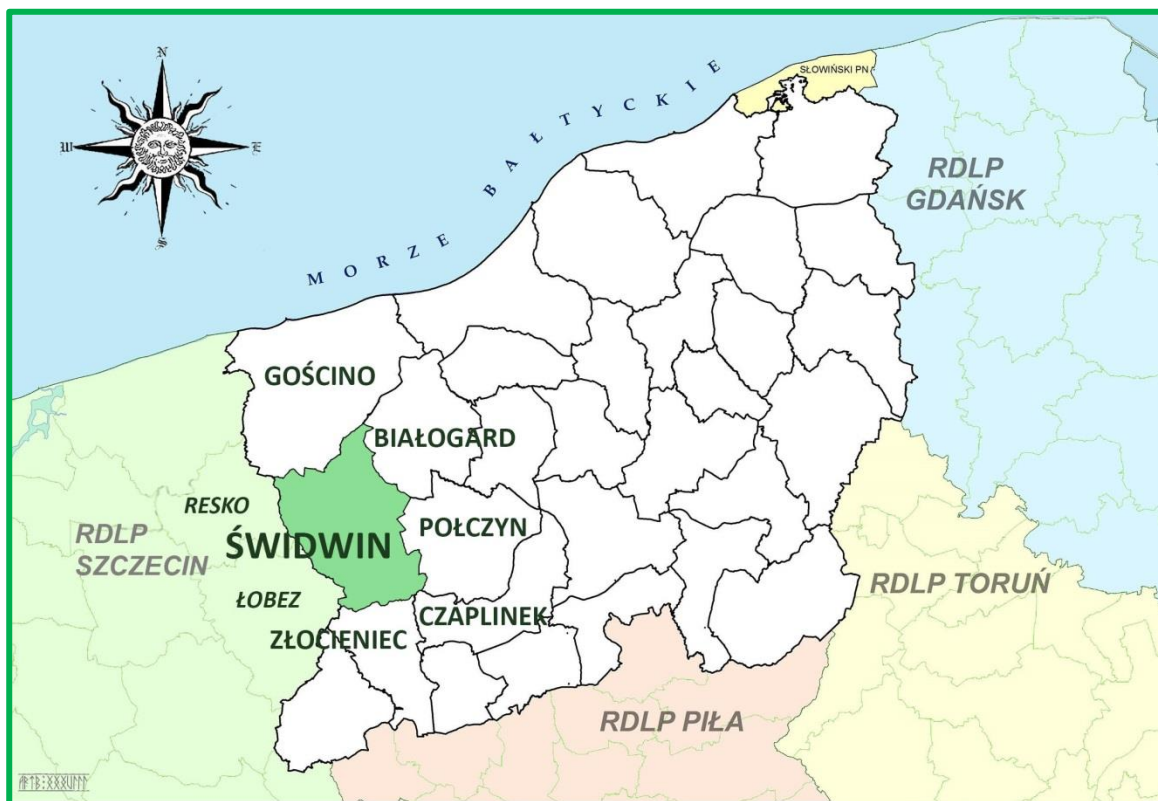 N
W
E
S
MORZE BAŁTYCKIE
SŁOWIŃSKI PN
RDLP
GDAŃSK
GOŚCINO
BIAŁOGARD
RESKO
ŚWIDWIN
POŁCZYN
RDLP
SZCZECIN
ŁOBEZ
ZŁOCIENIEC
CZAPLINEK
RDLP TORUŃ
RDLP PIŁA